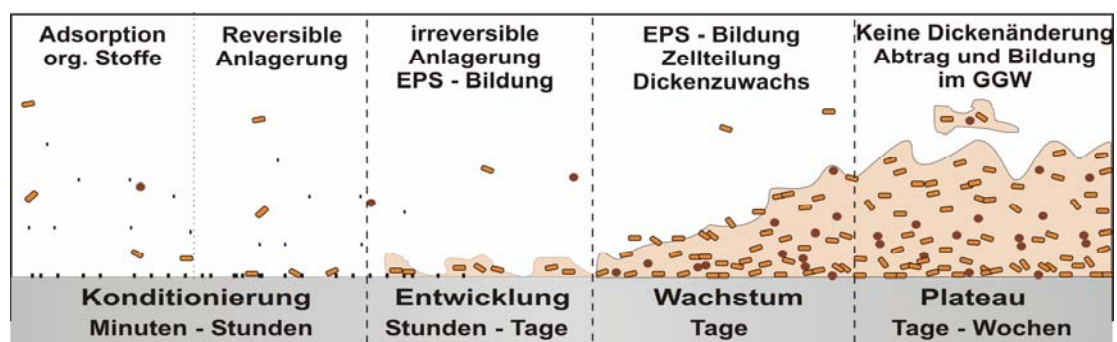 Adsorption
org. Stoffe
Reversible
Anlagerung
irreversible
Anlagerung
EPS - Bildung
EPS - Bildung
Zellteilung
Dickenzuwachs
Keine Dickenänderung
Abtrag und Bildung
im GGW
Konditionierung
Minuten - Stunden
Entwicklung
Stunden - Tage
Wachstum
Tage
Plateau
Tage - Wochen